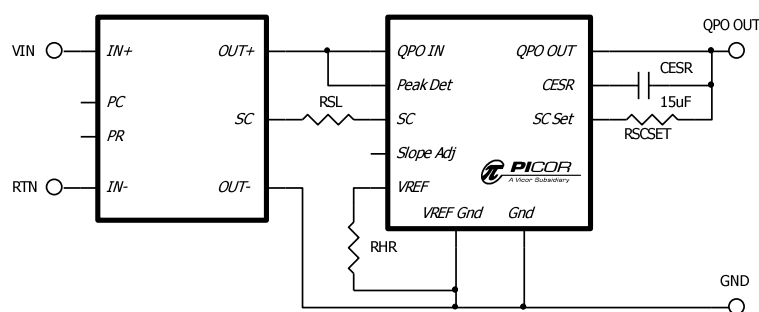 QPO OUT
VIN
IN+
OUT+
QPO IN
QPO OUT
Peak Det
CESR
CESR
PC
RSL
15uF
SC
SC
SC Set
PR
RSCSET
Slope Adj
PICOR
A Vicor Subsidiary
RTN
IN-
OUT-
VREF
VREF Gnd
Gnd
RHR
GND